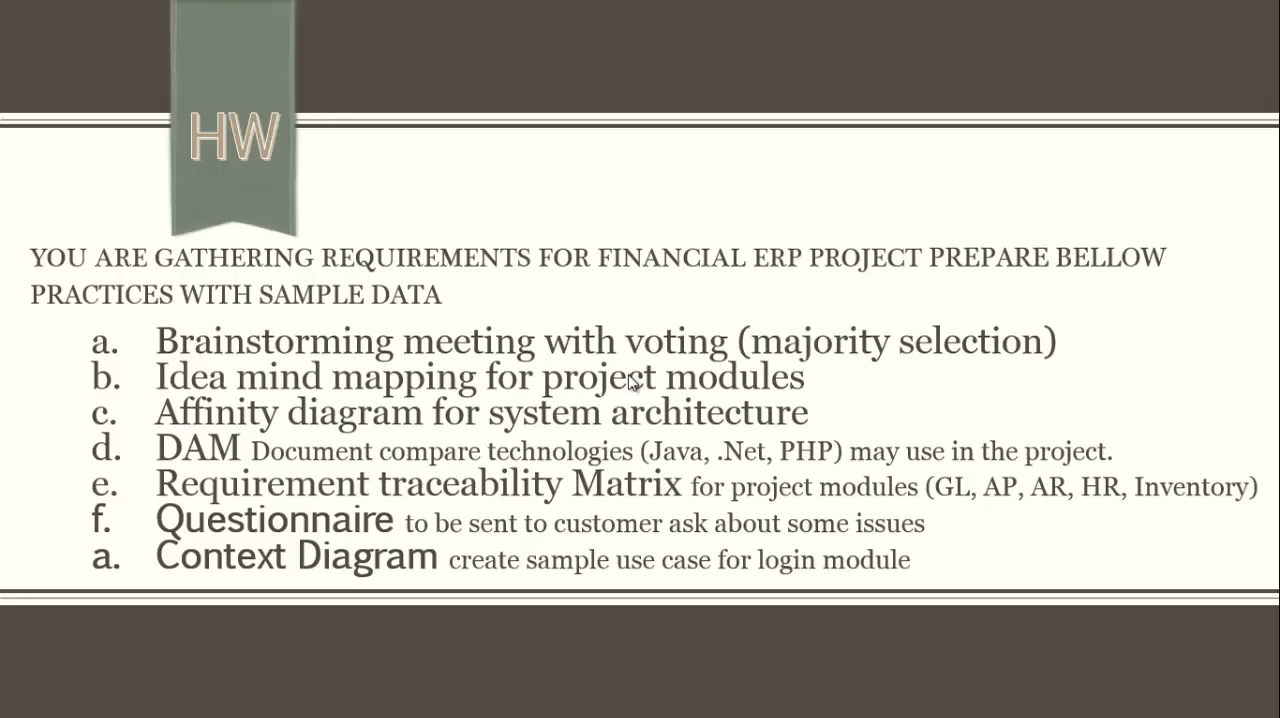 HW
YOU ARE GATHERING REQUIREMENTS FOR FINANCIAL ERP PROJECT PREPARE BELLOW
PRACTICES WITH SAMPLE DATA
a. Brainstorming meeting with voting (majority selection)
b. Idea mind mapping for project modules
c. Affinity diagram for system architecture
d. DAM Document compare technologies (Java, .Net, PHP) may use in the project.
e. Requirement traceability Matrix for project modules (GL, AP, AR, HR, Inventory)
f. Questionnaire to be sent to customer ask about some issues
a. Context Diagram create sample use case for login module